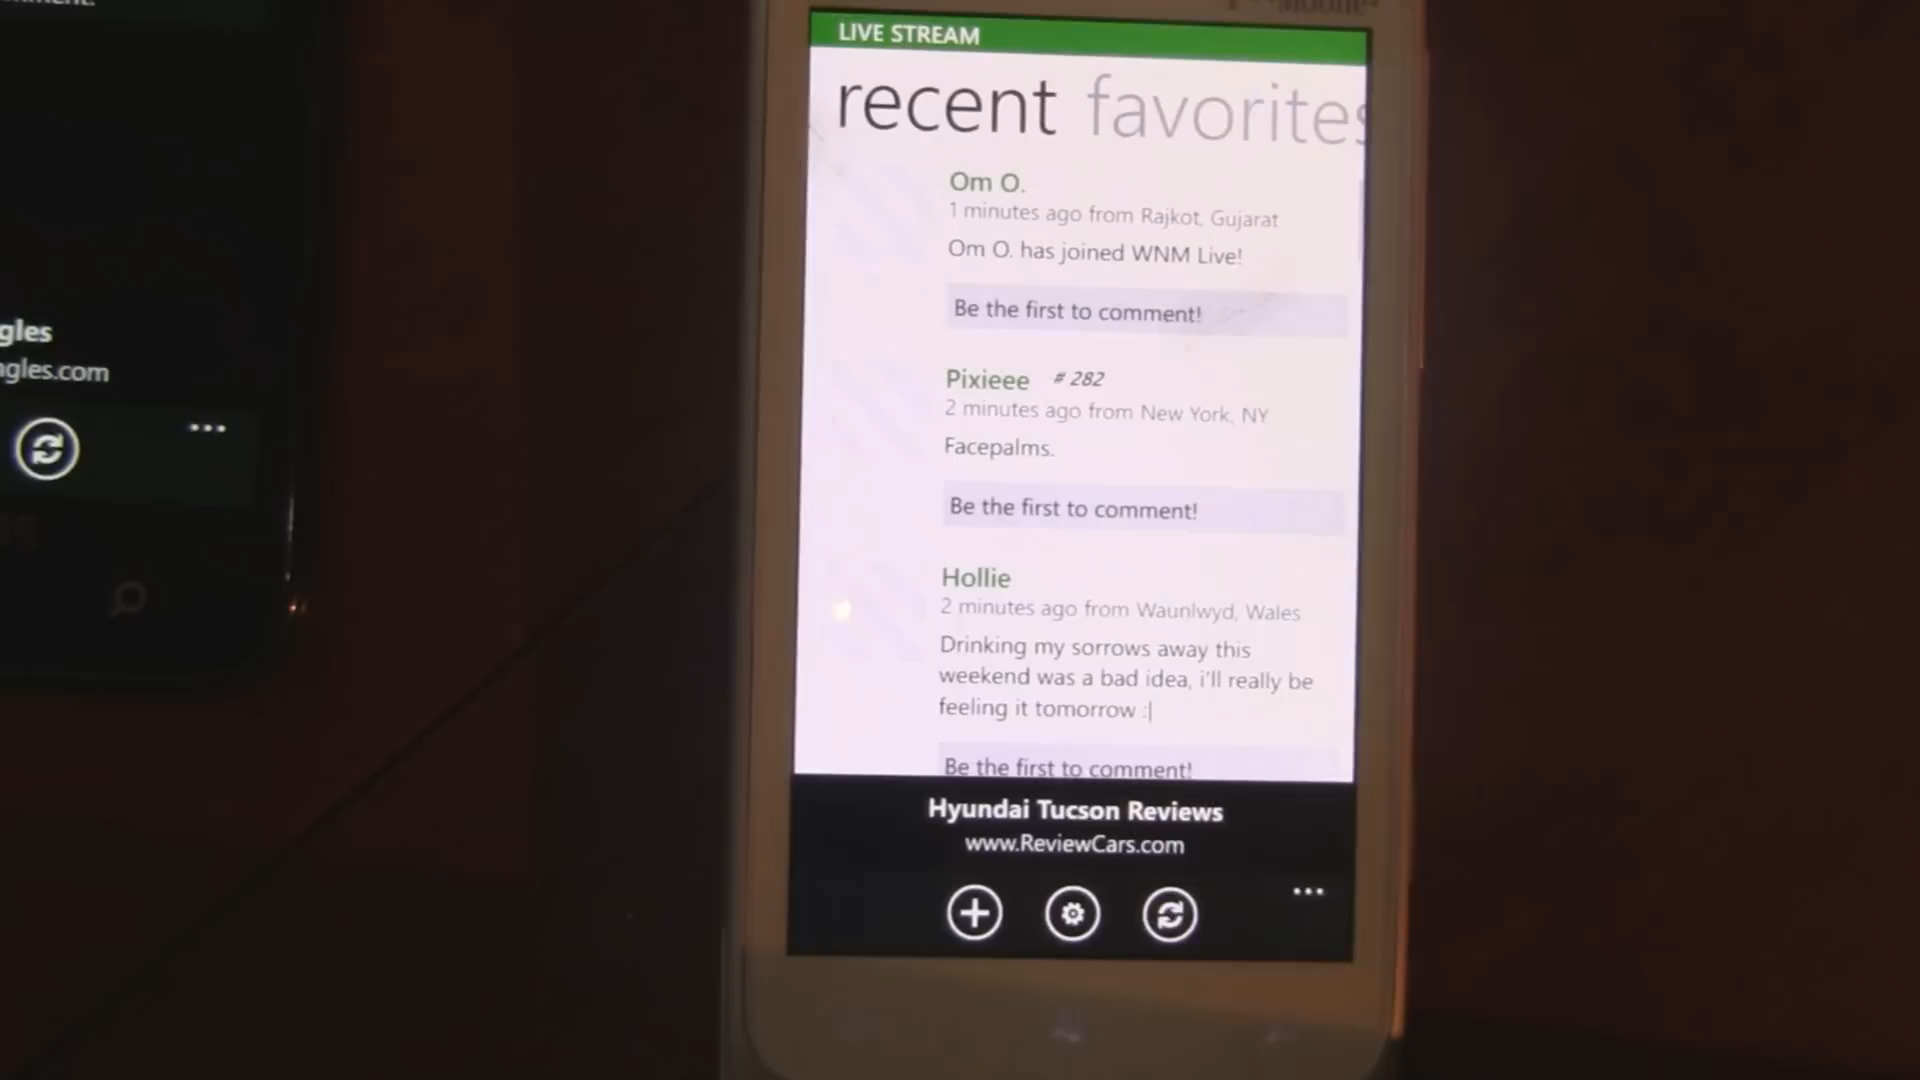 Mobile
LIVE STREAM
recent favorites
Om O.
1 minutes ago from Rajkot, Gujarat
Om O. has joined WNM Live!
Be the first to comment!
Pixieee # 282
2 minutes ago from New York, NY
Facepalms.
Be the first to comment!
Hollie
2 minutes ago from Waunlwyd, Wales
Drinking my sorrows away this
weekend was a bad idea, i'll really be
feeling it tomorrow :|
Be the first to comment!
Hyundai Tucson Reviews
www.ReviewCars.com
gles
ngles.com